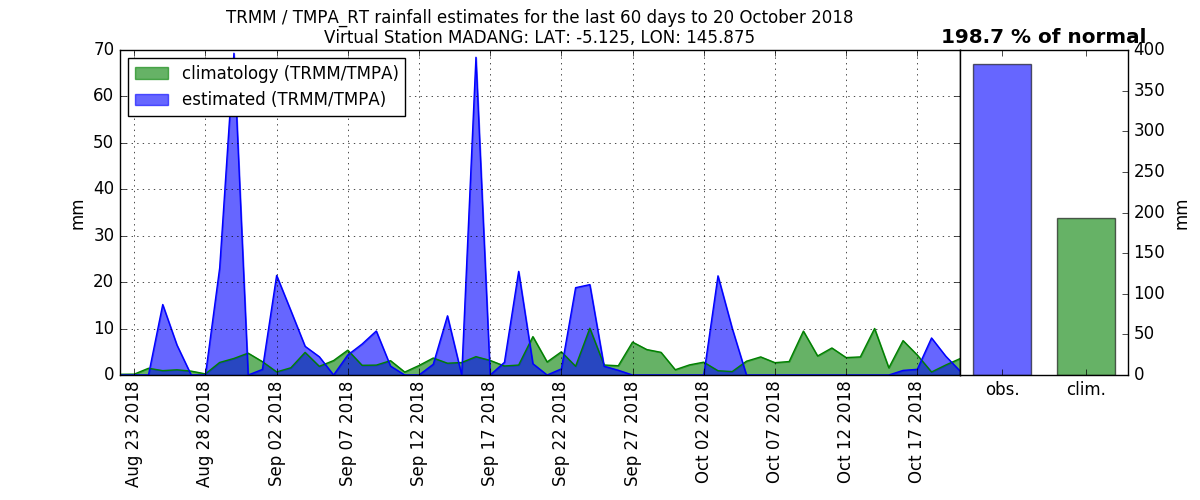 TRMM / TMPA_RT rainfall estimates for the last 60 days to 20 October 2018
Virtual Station MADANG: LAT: -5.125, LON: 145.875
198.7 % of normal
climatology (TRMM/TMPA)
estimated (TRMM/TMPA)
mm
70
60
50
40
30
20
10
0
Aug 23 2018
Aug 28 2018
Sep 02 2018
Sep 07 2018
Sep 12 2018
Sep 17 2018
Sep 22 2018
Sep 27 2018
Oct 02 2018
Oct 07 2018
Oct 12 2018
Oct 17 2018
obs.
clim.
400
350
300
250
200
150
100
50
0
mm